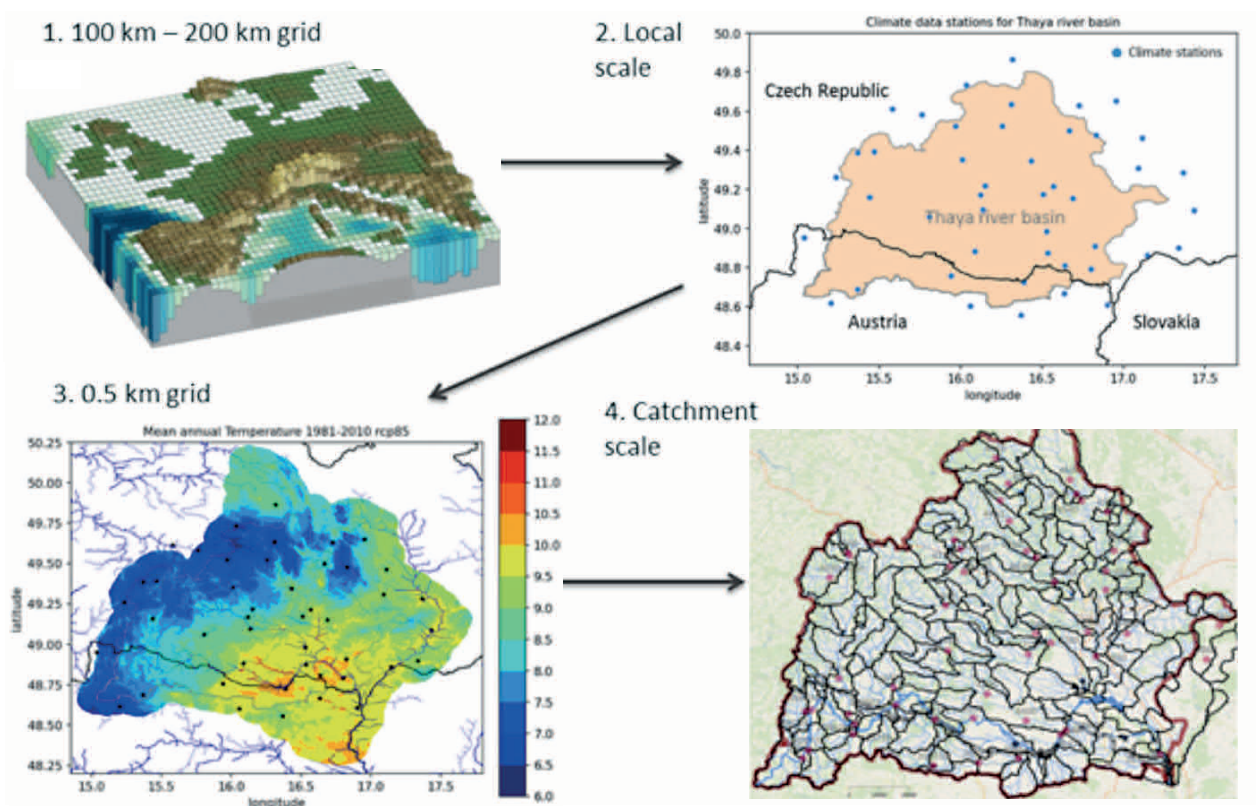 1. 100 km – 200 km grid
2. Local
scale
Climate data stations for Thaya river basin
50.0
49.8
49.6
49.4
49.2
49.0
48.8
48.6
48.4
latitude
Climate stations
Czech Republic
Thaya river basin
Austria
Slovakia
15.0 15.5 16.0 16.5 17.0 17.5
longitude
3. 0.5 km grid
Mean annual Temperature 1981-2010 rcp85
50.25
50.00
49.75
49.50
49.25
49.00
48.75
48.50
48.25
latitude
15.0 15.5 16.0 16.5 17.0 17.5
longitude
12.0
11.5
11.0
10.5
10.0
9.5
9.0
8.5
8.0
7.5
7.0
6.5
6.0
4. Catchment
scale